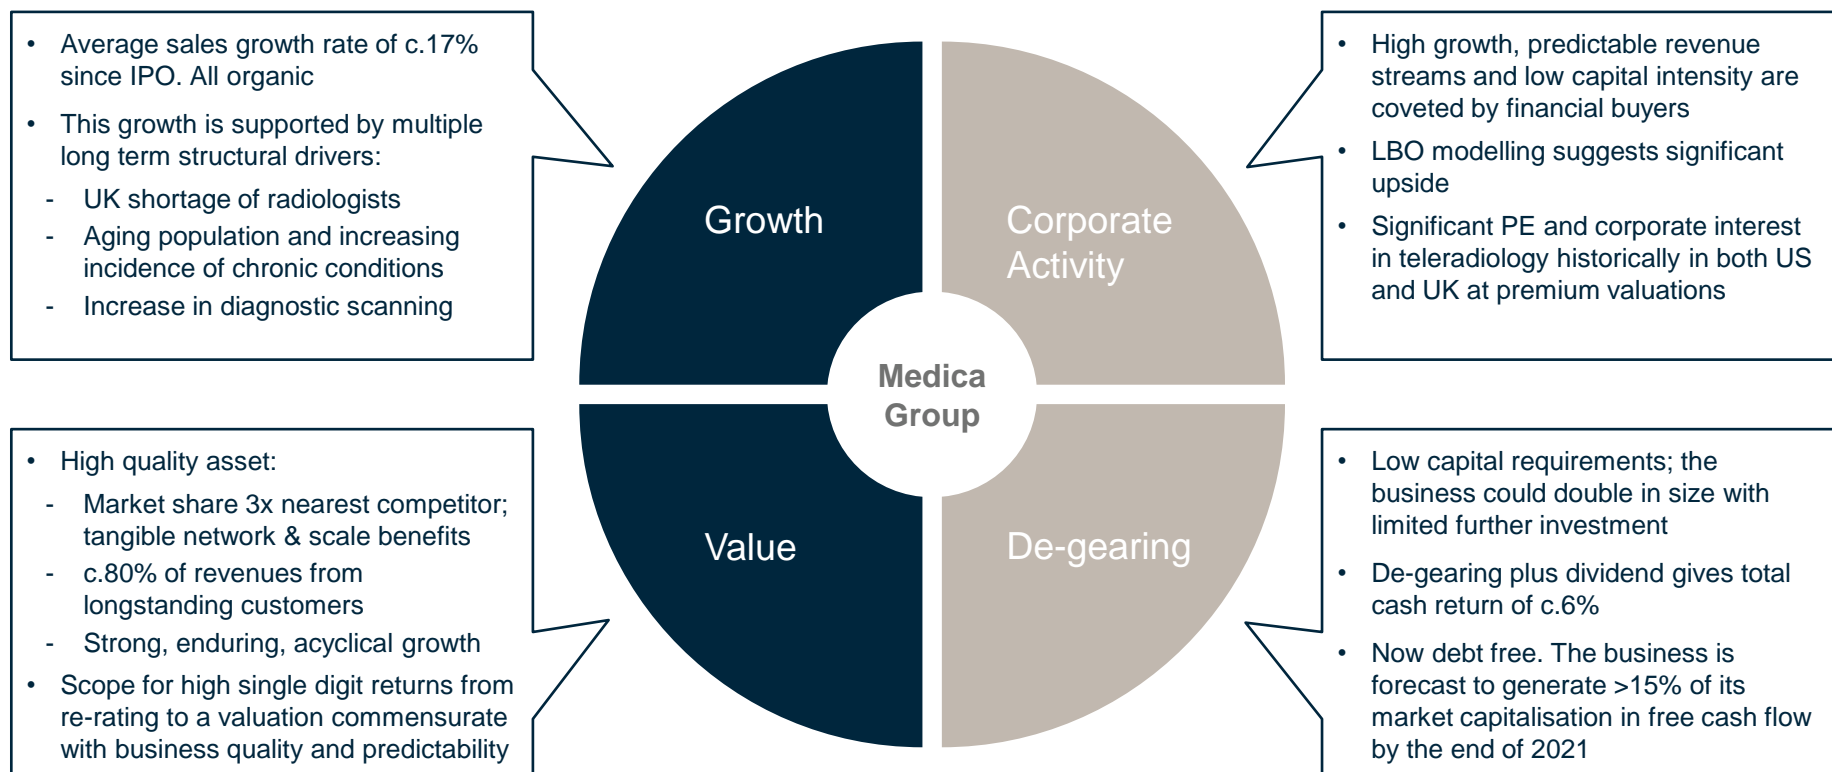 • Average sales growth rate of c.17%
since IPO. All organic
• This growth is supported by multiple
long term structural drivers:
- UK shortage of radiologists
- Aging population and increasing
incidence of chronic conditions
- Increase in diagnostic scanning
Growth
Corporate
Activity
• High growth, predictable revenue
streams and low capital intensity are
coveted by financial buyers
• LBO modelling suggests significant
upside
• Significant PE and corporate interest
in teleradiology historically in both US
and UK at premium valuations
Medica
Group
• High quality asset:
- Market share 3x nearest competitor;
tangible network & scale benefits
- c.80% of revenues from
longstanding customers
- Strong, enduring, acyclical growth
• Scope for high single digit returns from
re-rating to a valuation commensurate
with business quality and predictability
Value
De-gearing
• Low capital requirements; the
business could double in size with
limited further investment
• De-gearing plus dividend gives total
cash return of c.6%
• Now debt free. The business is
forecast to generate >15% of its
market capitalisation in free cash flow
by the end of 2021